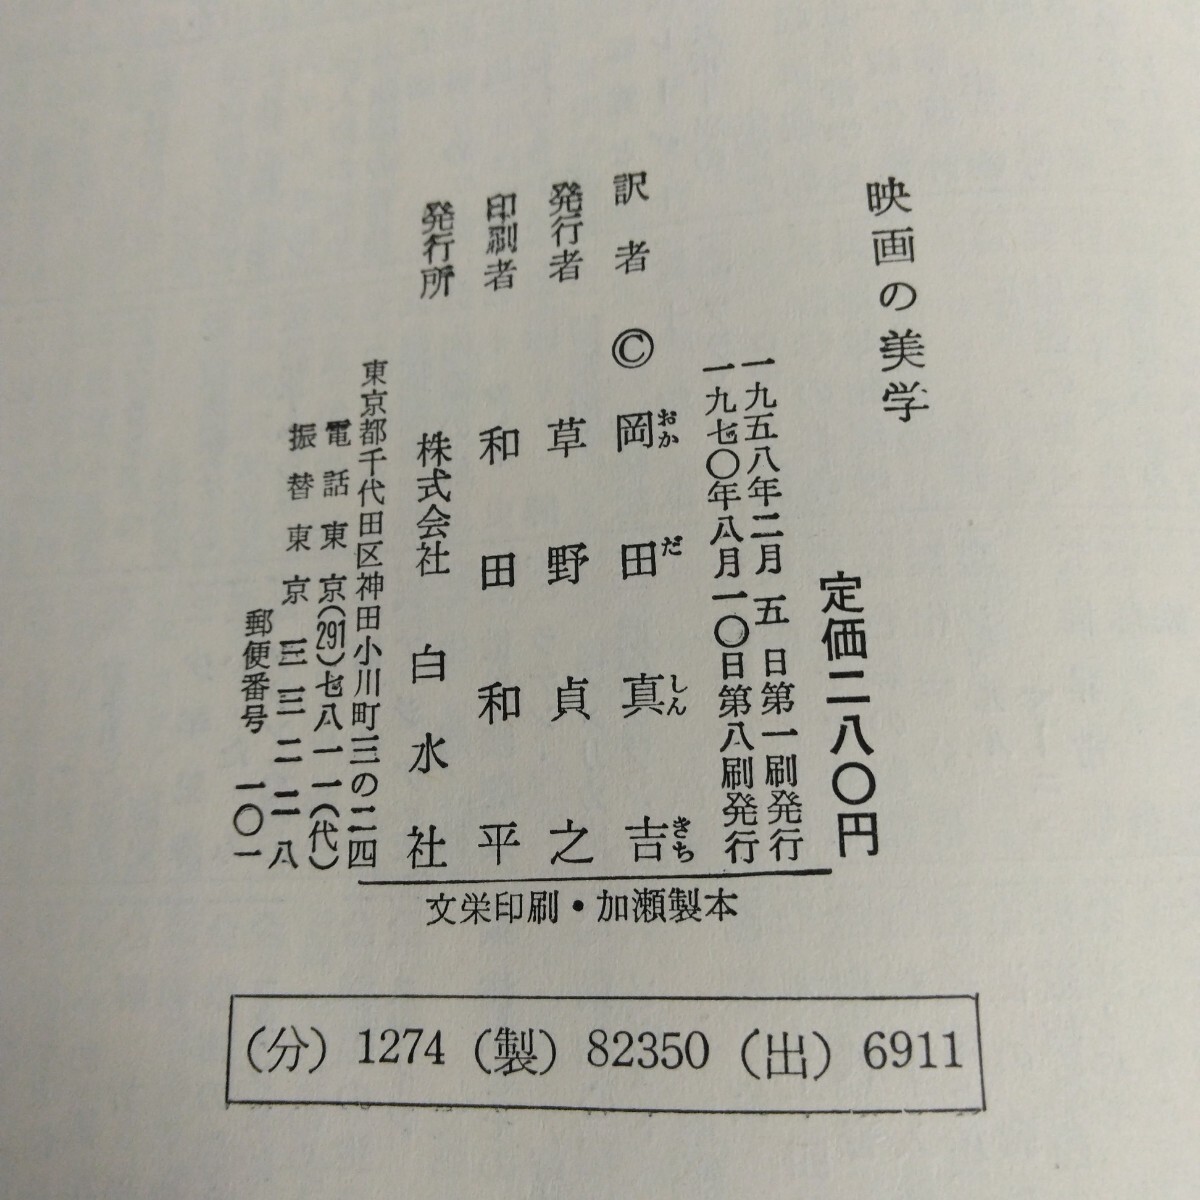 映画の美学
定価二八〇円
一九五八年二月五日第一刷発行
一九七〇年八月一〇日第八刷発行
訳者 © 岡田真吉
おかだしんきち
発行者 草野貞之
印刷者 和田和平
発行所 株式会社 白水社
東京都千代田区神田小川町三の二四
電話東京(291)七八一一(代)
振替東京三三二二八
郵便番号 一〇一
文栄印刷・加瀬製本
(分) 1274 (製) 82350 (出) 6911